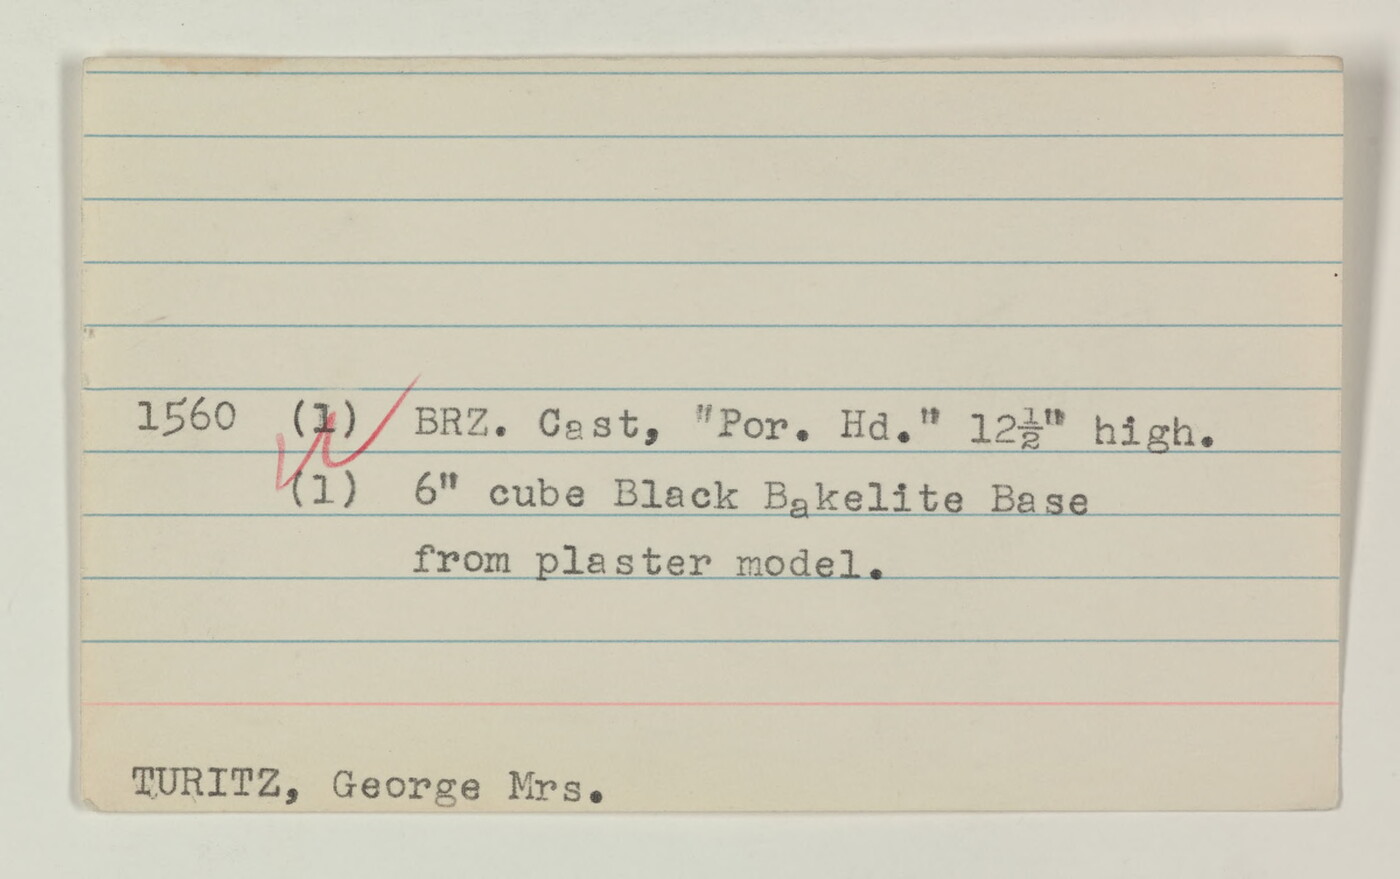 1560 (1) BRZ. Cast, "Por. Hd." 12½" high.
(1) 6" cube Black Bakelite Base
from plaster model.
TURITZ, George Mrs.